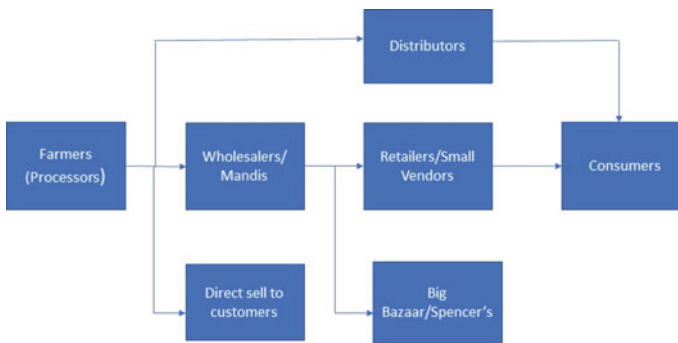 Distributors
Farmers
(Processors)
Wholesalers/
Mandis
Retailers/Small
Vendors
Consumers
Direct sell to
customers
Big
Bazaar/Spencer's